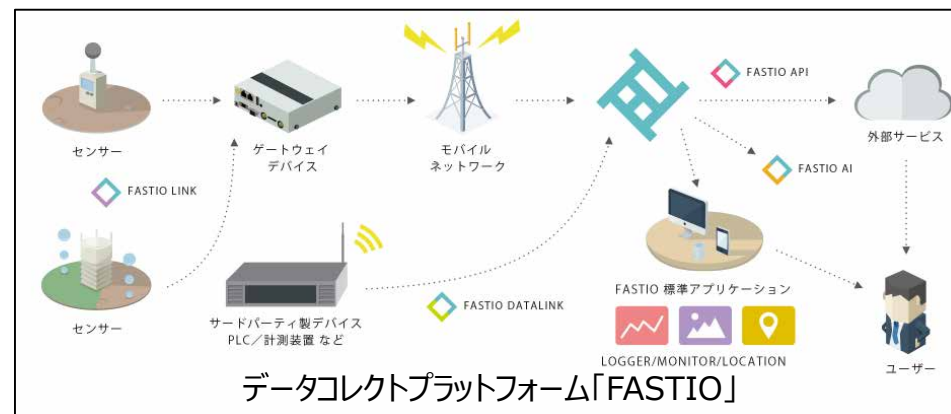 センサー
ゲートウェイ
デバイス
モバイル
ネットワーク
FASTIO API
外部サービス
FASTIO LINK
FASTIO AI
センサー
サードパーティ製デバイス
PLC／計測装置 など
FASTIO DATALINK
FASTIO 標準アプリケーション
LOGGER/MONITOR/LOCATION
ユーザー
データコレクトプラットフォーム「FASTIO」